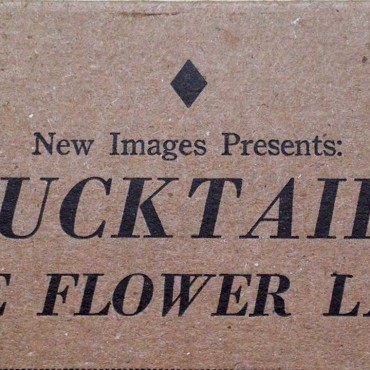 New Images Presents:
UCKTAI
E FLOWER L